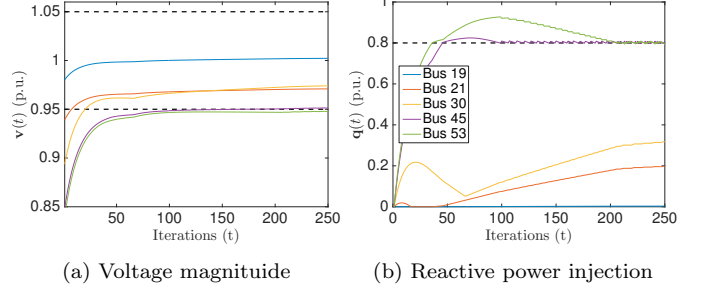 1.05
1
0.95
0.9
0.85
v(t) (p.u.)
50 100 150 200 250
Iterations (t)
(a) Voltage magnituide
1
0.8
0.6
0.4
0.2
0
q(t) (p.u.)
Bus 19
Bus 21
Bus 30
Bus 45
Bus 53
0 50 100 150 200 250
Iterations (t)
(b) Reactive power injection